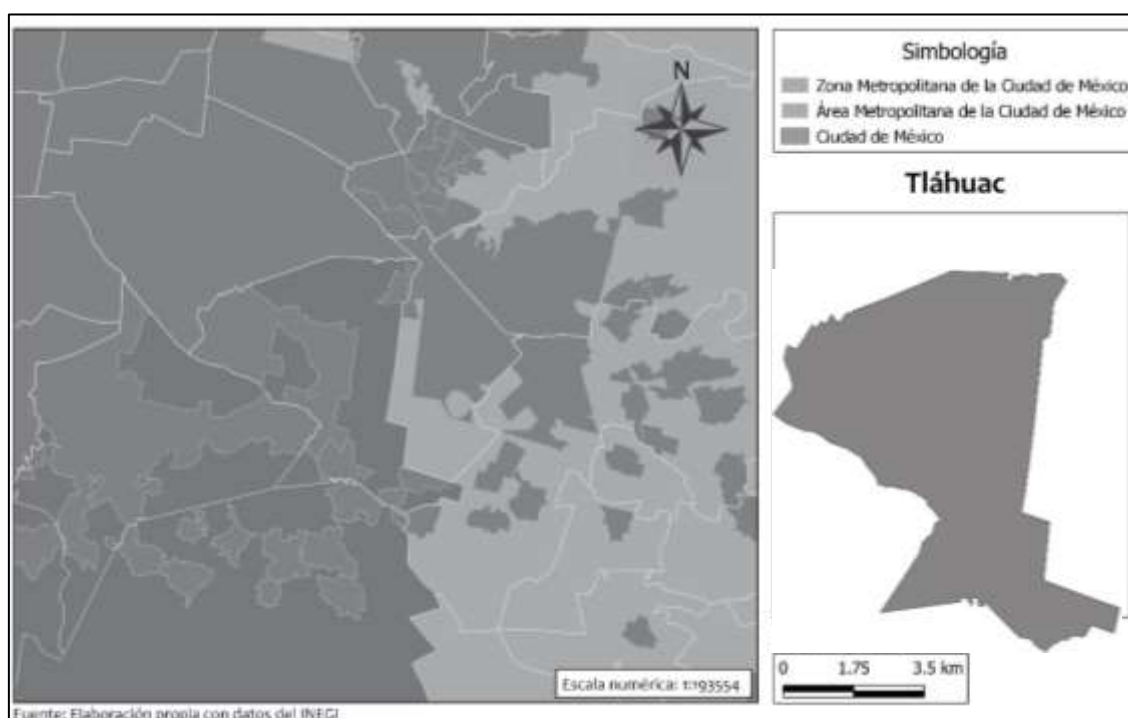 N
Escala numérica: 1:193554
Fuente: Elaboración propia con datos del INEGI
Simbología
Zona Metropolitana de la Ciudad de México
Área Metropolitana de la Ciudad de México
Ciudad de México
Tláhuac
0 1.75 3.5 km